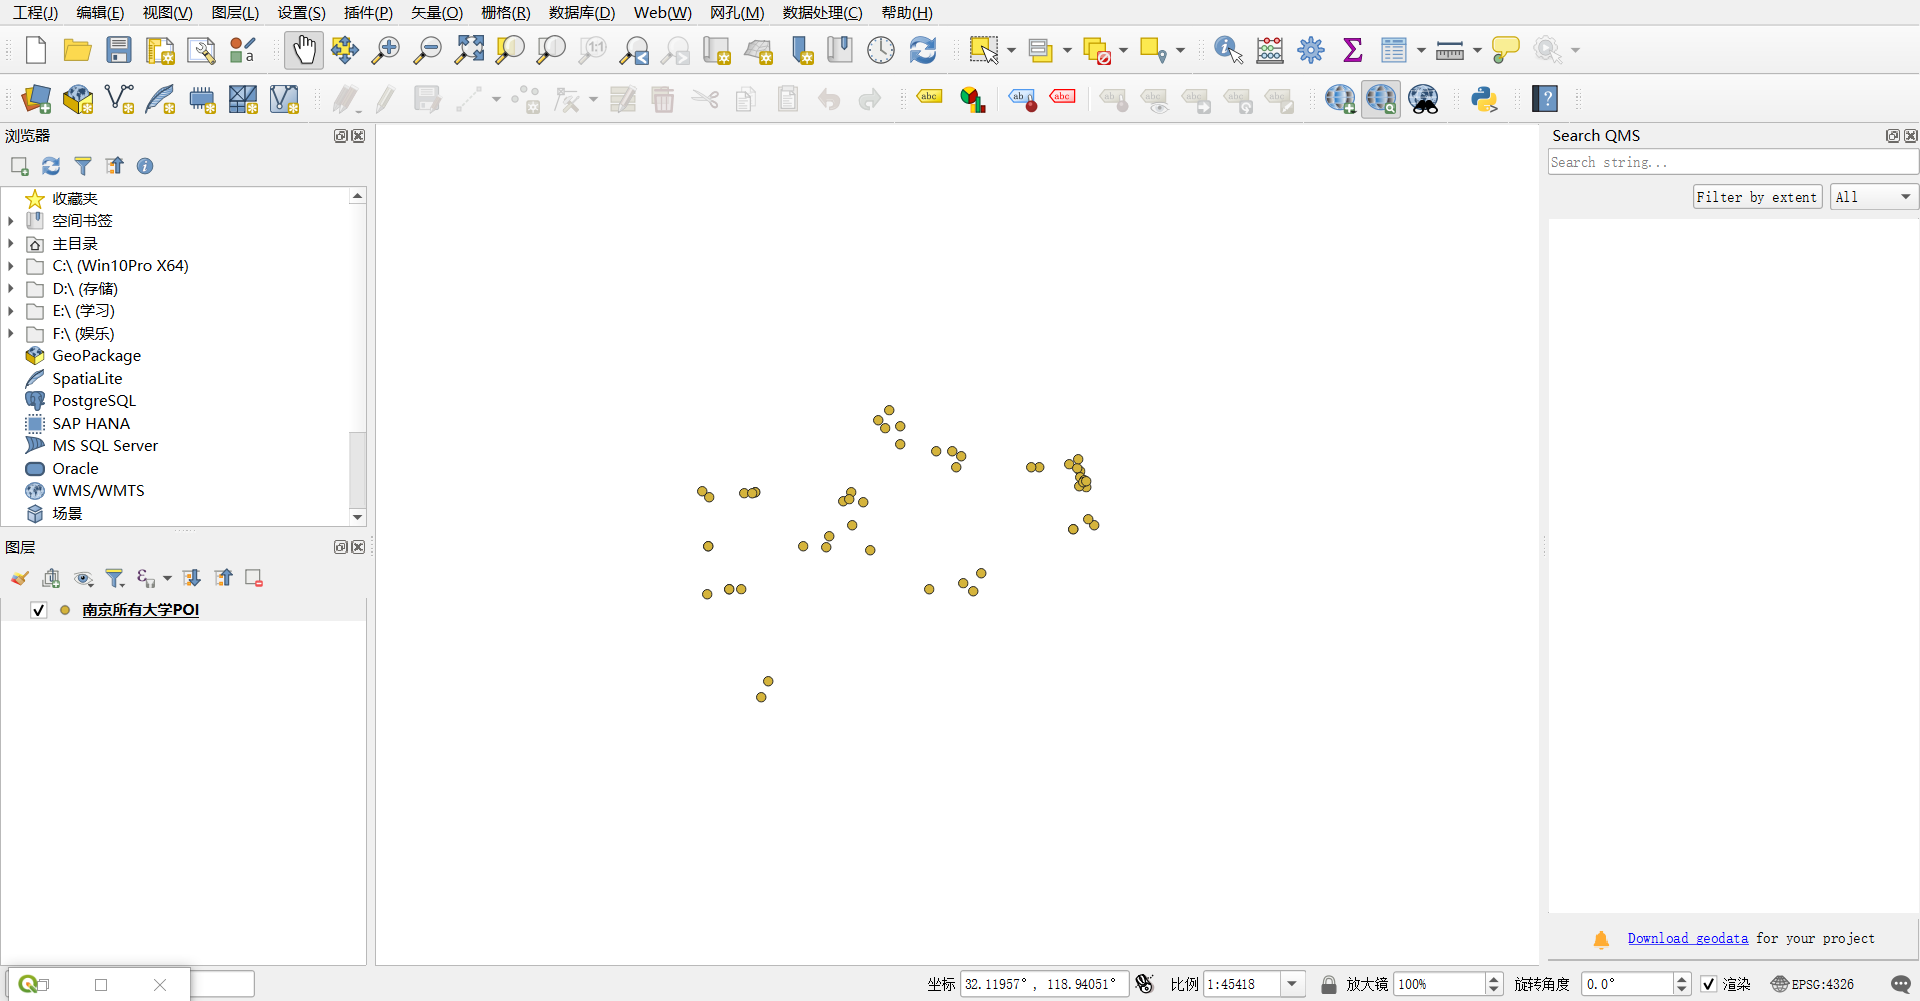 工程(J) 编辑(E) 视图(V) 图层(L) 设置(S) 插件(P) 矢量(O) 栅格(R) 数据库(D) Web(W) 网孔(M) 数据处理(C) 帮助(H)
浏览器
收藏夹
空间书签
主目录
C:\ (Win10Pro X64)
D:\ (存储)
E:\ (学习)
F:\ (娱乐)
GeoPackage
SpatiaLite
PostgreSQL
SAP HANA
MS SQL Server
Oracle
WMS/WMTS
场景
图层
南京所有大学POI
Search QMS
Search string...
Filter by extent All
Download geodata for your project
坐标 32.11957°, 118.94051° 比例 1:45418 放大镜 100% 旋转角度 0.0° 渲染 EPSG:4326